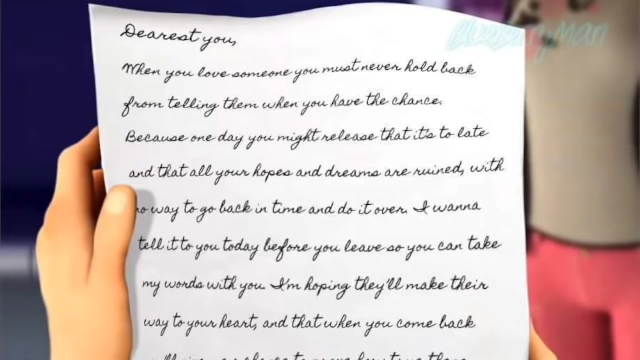 Dearest you,
When you love someone you must never hold back
from telling them when you have the chance.
Because one day you might release that it's to late
and that all your hopes and dreams are ruined, with
no way to go back in time and do it over. I wanna
tell it to you today before you leave so you can take
my words with you. I'm hoping they'll make their
way to your heart, and that when you come back